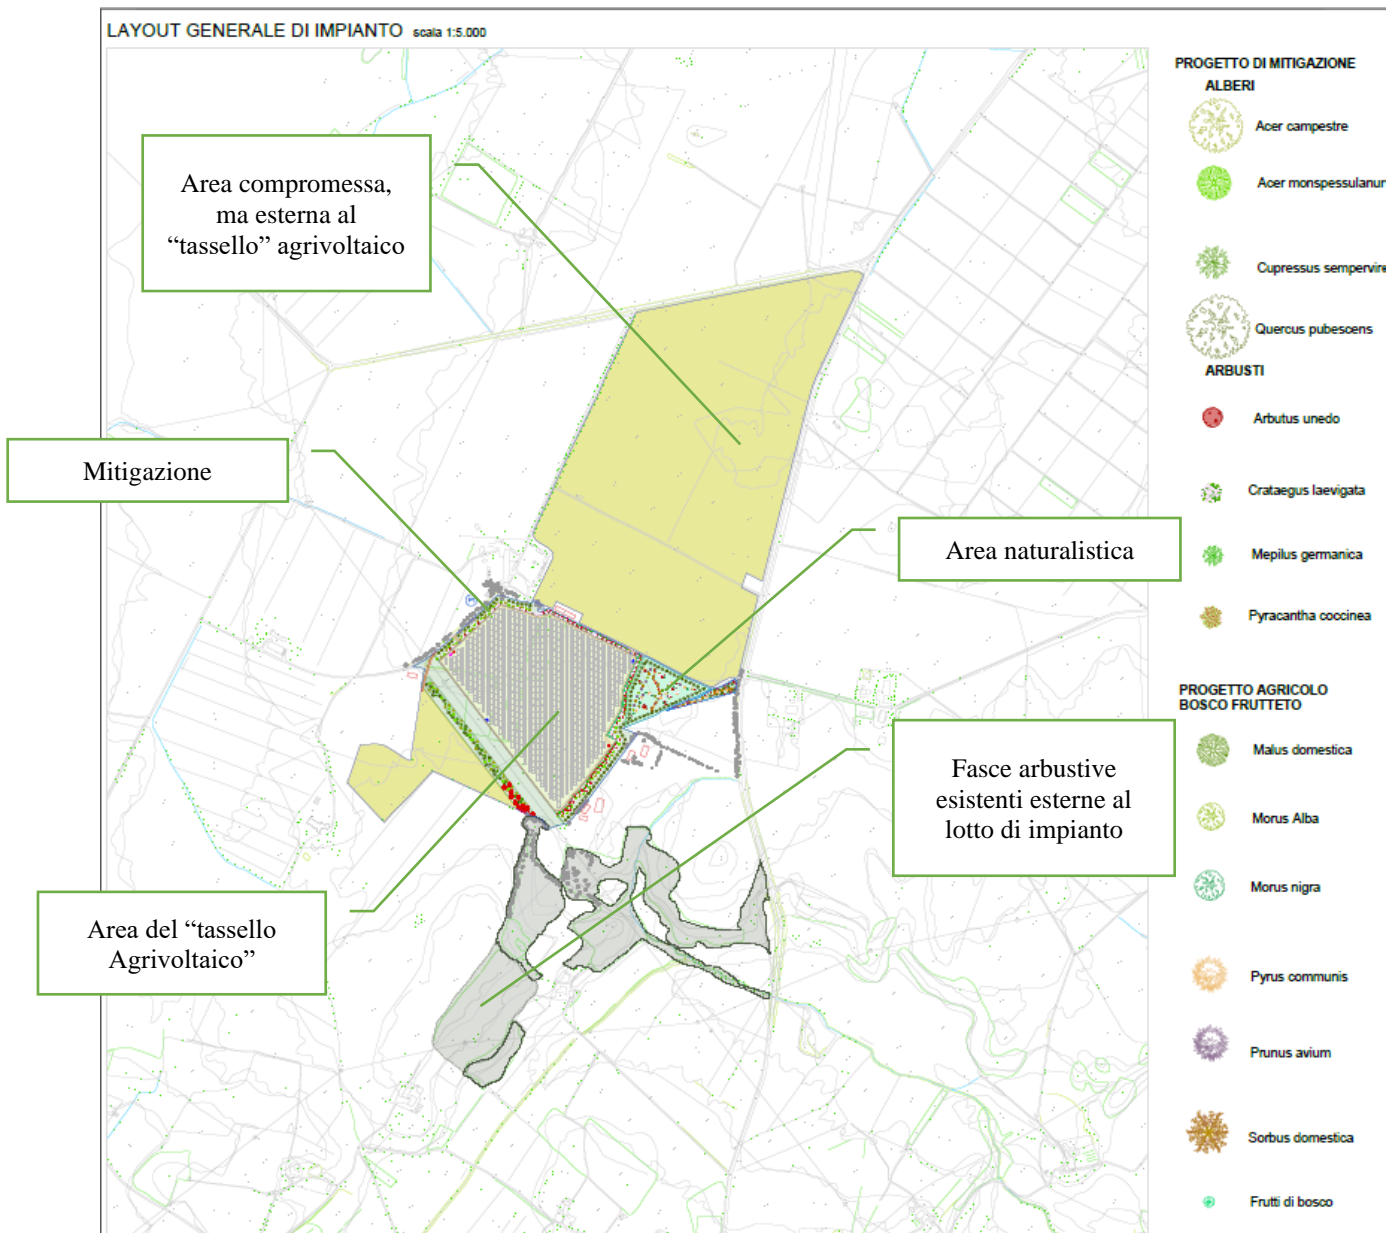 LAYOUT GENERALE DI IMPIANTO scala 1:5.000
Area compromessa,
ma esterna al
“tassello” agrivoltaico
Mitigazione
Area naturalistica
Fasce arbustive
esistenti esterne al
lotto di impianto
Area del “tassello
Agrivoltaico”
PROGETTO DI MITIGAZIONE
ALBERI
Acer campestre
Acer monspessulanur
Cupressus sempervire
Quercus pubescens
ARBUSTI
Arbutus unedo
Crataegus laevigata
Mepilus germanica
Pyracantha coccinea
PROGETTO AGRICOLO
BOSCO FRUTTETO
Malus domestica
Morus Alba
Morus nigra
Pyrus communis
Prunus avium
Sorbus domestica
Frutti di bosco